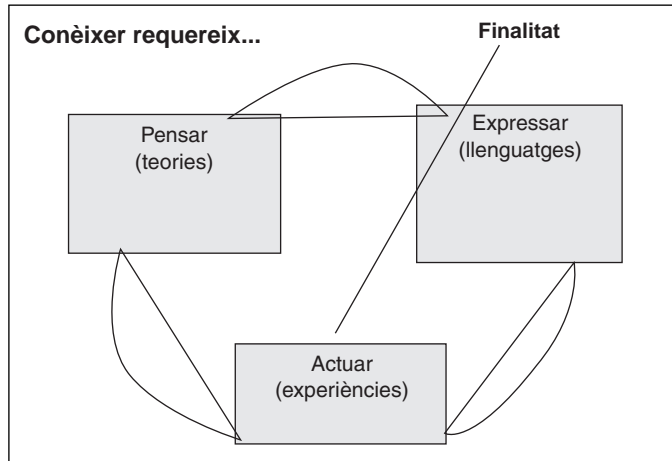 Conèixer requereix...
Finalitat
Pensar
(teories)
Expressar
(llenguatges)
Actuar
(experiències)